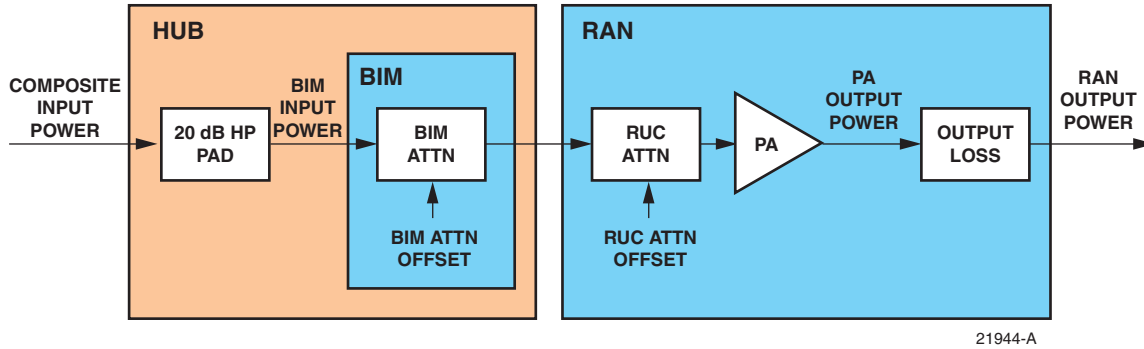 HUB
RAN
BIM
COMPOSITE
INPUT
POWER
20 dB HP
PAD
BIM
INPUT
POWER
BIM
ATTN
BIM ATTN
OFFSET
RUC
ATTN
RUC ATTN
OFFSET
PA
PA
OUTPUT
POWER
OUTPUT
LOSS
RAN
OUTPUT
POWER
21944-A